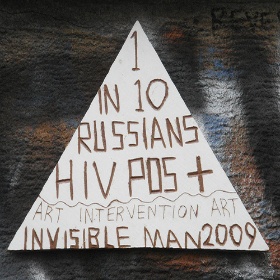 1
IN 10
RUSSIANS
HIV POS +
ART INTERVENTION ART
INVISIBLE MAN 2009